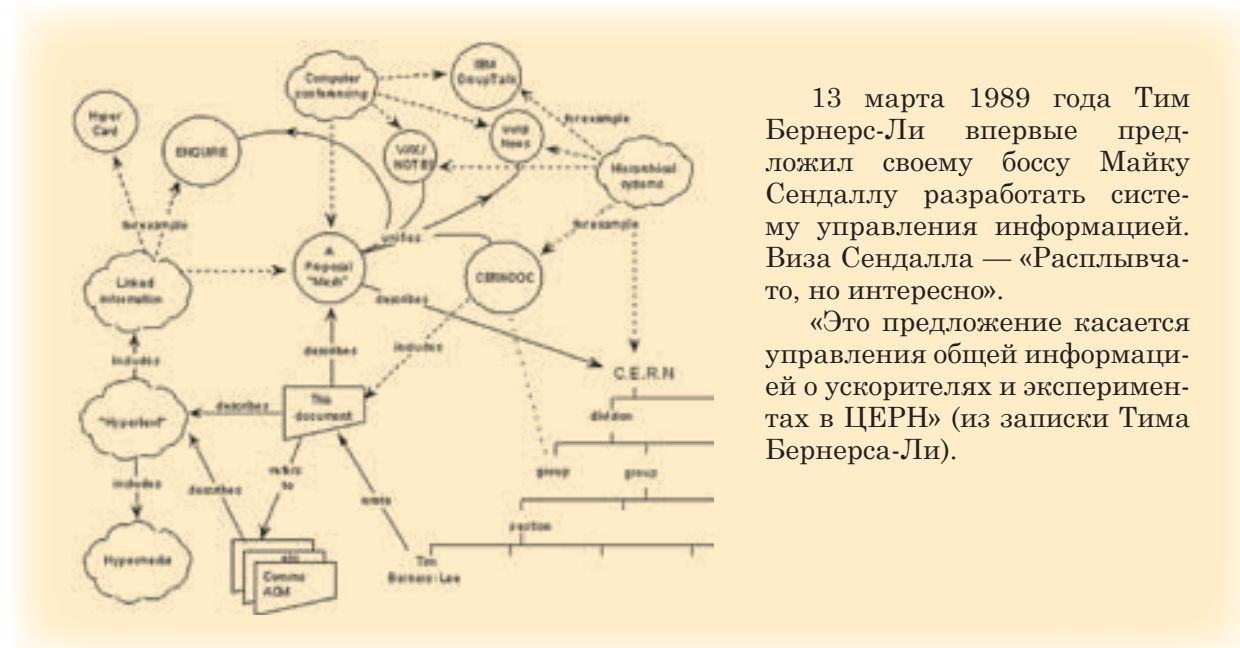 Computer
conferencing
IBM
GroupTalk
Hyper
Card
ENQUIRE
VAX/
NOTES
uucp
News
for example
Hierarchical
systems
for example
for example
unifies
A
Proposal
"Mesh"
CERNDOC
Linked
information
describes
includes
describes
includes
C.E.R.N
This
document
describes
"Hypertext"
division
group
group
includes
describes
refers
to
wrote
section
Hypermedia
etc
Comms
ACM
Tim
Berners-Lee
13 марта 1989 года Тим
Бернерс-Ли впервые пред-
ложил своему боссу Майку
Сендаллу разработать систе-
му управления информацией.
Виза Сендалла — «Расплывча-
то, но интересно».
«Это предложение касается
управления общей информаци-
ей о ускорителях и эксперимен-
тах в ЦЕРН» (из записки Тима
Бернерса-Ли).